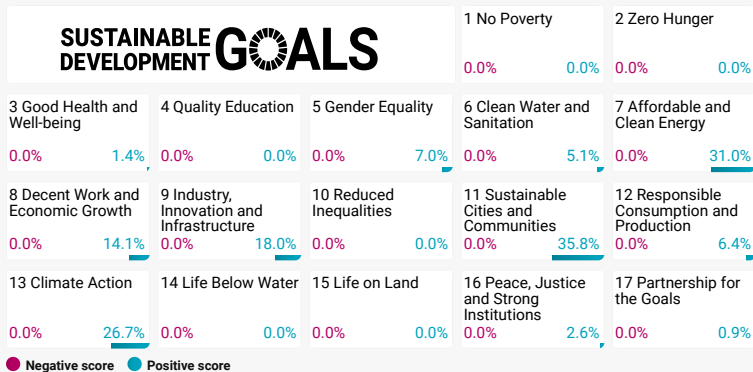 SUSTAINABLE
DEVELOPMENT
GOALS
1 No Poverty
0.0% 0.0%
2 Zero Hunger
0.0% 0.0%
3 Good Health and
Well-being
0.0% 1.4%
4 Quality Education
0.0% 0.0%
5 Gender Equality
0.0% 7.0%
6 Clean Water and
Sanitation
0.0% 5.1%
7 Affordable and
Clean Energy
0.0% 31.0%
8 Decent Work and
Economic Growth
0.0% 14.1%
9 Industry,
Innovation and
Infrastructure
0.0% 18.0%
10 Reduced
Inequalities
0.0% 0.0%
11 Sustainable
Cities and
Communities
0.0% 35.8%
12 Responsible
Consumption and
Production
0.0% 6.4%
13 Climate Action
0.0% 26.7%
14 Life Below Water
0.0% 0.0%
15 Life on Land
0.0% 0.0%
16 Peace, Justice
and Strong
Institutions
0.0% 2.6%
17 Partnership for
the Goals
0.0% 0.9%
Negative score Positive score